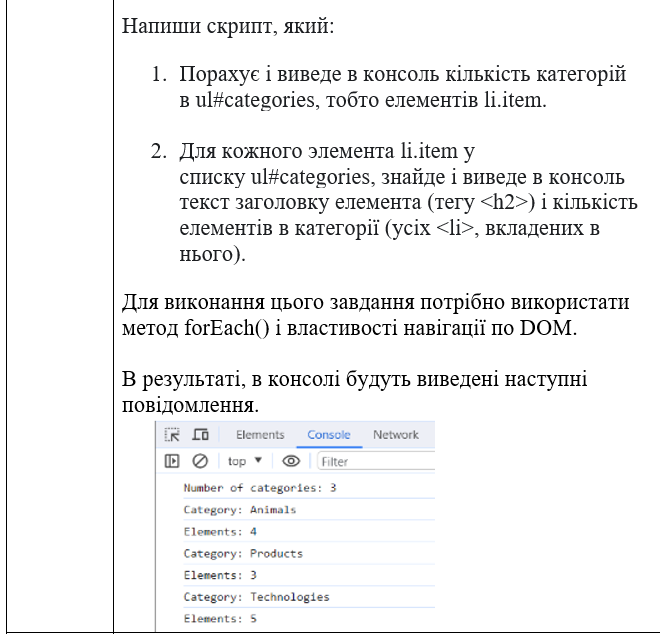 Напиши скрипт, який:
1. Порахує і виведе в консоль кількість категорій
в ul#categories, тобто елементів li.item.
2. Для кожного элемента li.item у
списку ul#categories, знайде і виведе в консоль
текст заголовку елемента (тегу <h2>) і кількість
елементів в категорії (усіх <li>, вкладених в
нього).
Для виконання цього завдання потрібно використати
метод forEach() і властивості навігації по DOM.
В результаті, в консолі будуть виведені наступні
повідомлення.
Elements Console Network
top Filter
Number of categories: 3
Category: Animals
Elements: 4
Category: Products
Elements: 3
Category: Technologies
Elements: 5